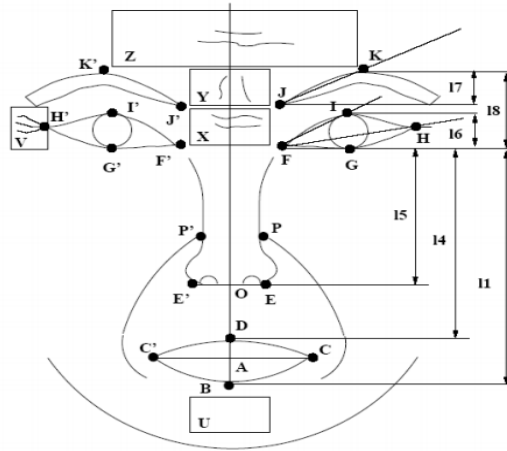 K' Z K
Y J l7
J' X I l8
H' I' l6
V F' F H
G' G
l5
P' P l4
E' O E l1
D
C' C
A
B
U